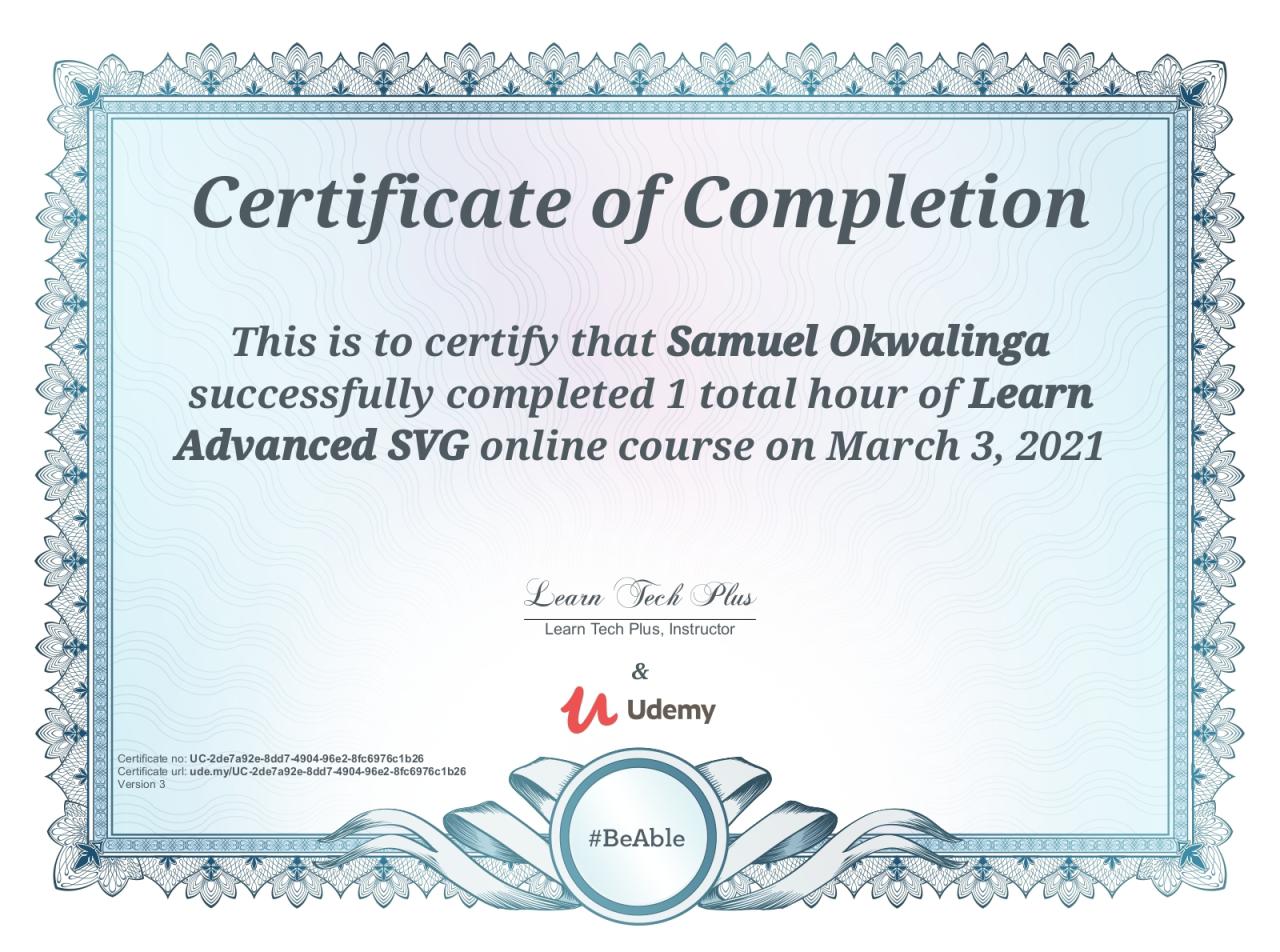 Certificate of Completion
This is to certify that Samuel Okwalinga
successfully completed 1 total hour of Learn
Advanced SVG online course on March 3, 2021
Learn Tech Plus
Learn Tech Plus, Instructor
&
Udemy
Certificate no: UC-2de7a92e-8dd7-4904-96e2-8fc6976c1b26
Certificate url: ude.my/UC-2de7a92e-8dd7-4904-96e2-8fc6976c1b26
Version 3
#BeAble